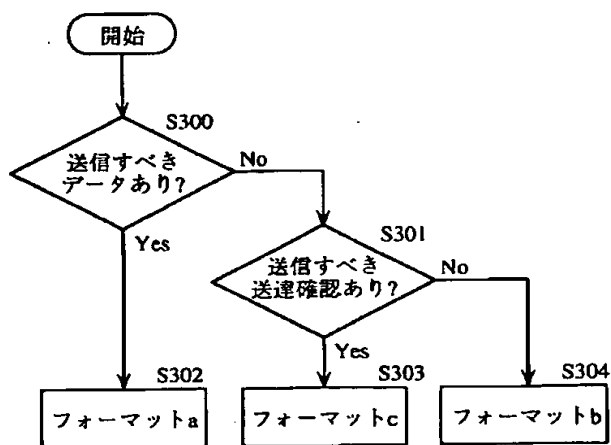 開始
S300
送信すべき
データあり?
No
Yes
S301
送信すべき
送達確認あり?
No
Yes
S302
フォーマットa
S303
フォーマットc
S304
フォーマットb